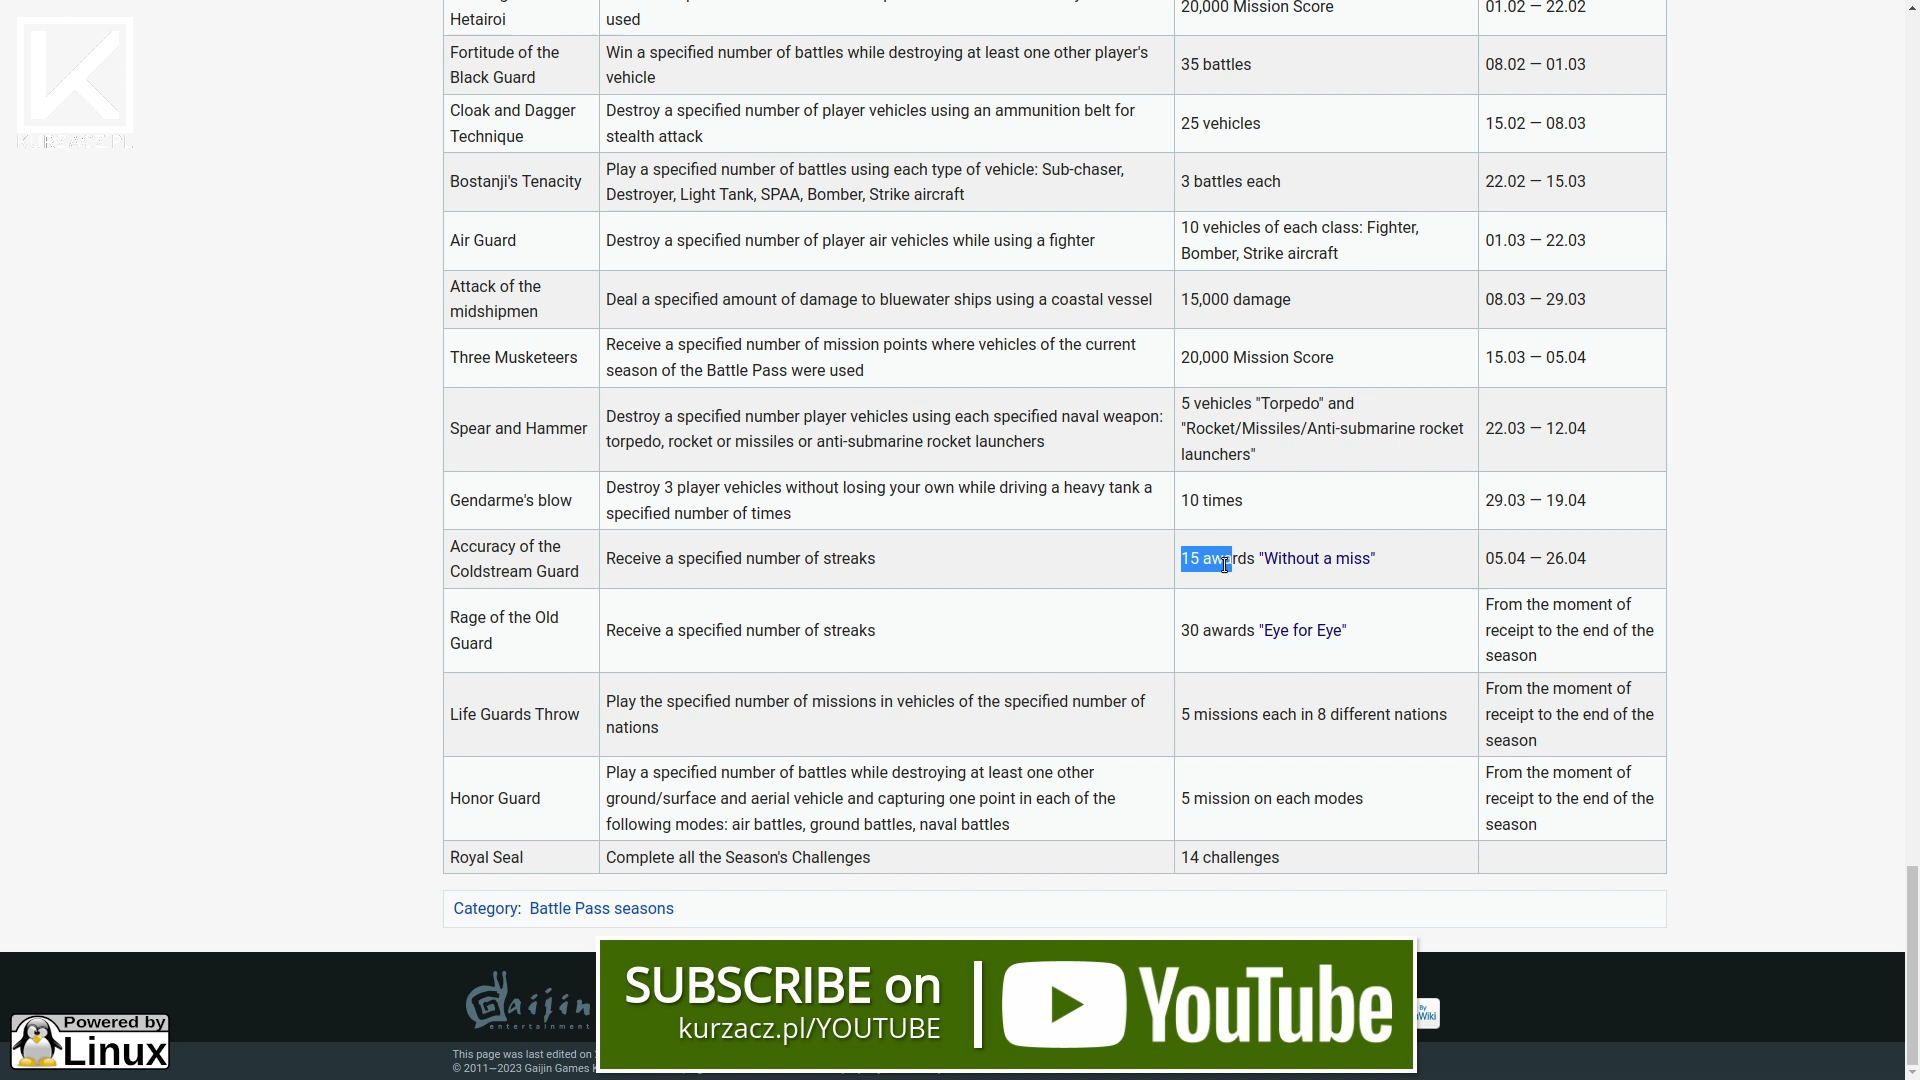 Hetairoi
used
20,000 Mission Score
01.02 — 22.02
Fortitude of the
Black Guard
Win a specified number of battles while destroying at least one other player's
vehicle
35 battles
08.02 — 01.03
Cloak and Dagger
Technique
Destroy a specified number of player vehicles using an ammunition belt for
stealth attack
25 vehicles
15.02 — 08.03
Bostanji's Tenacity
Play a specified number of battles using each type of vehicle: Sub-chaser,
Destroyer, Light Tank, SPAA, Bomber, Strike aircraft
3 battles each
22.02 — 15.03
Air Guard
Destroy a specified number of player air vehicles while using a fighter
10 vehicles of each class: Fighter,
Bomber, Strike aircraft
01.03 — 22.03
Attack of the
midshipmen
Deal a specified amount of damage to bluewater ships using a coastal vessel
15,000 damage
08.03 — 29.03
Three Musketeers
Receive a specified number of mission points where vehicles of the current
season of the Battle Pass were used
20,000 Mission Score
15.03 — 05.04
Spear and Hammer
Destroy a specified number player vehicles using each specified naval weapon:
torpedo, rocket or missiles or anti-submarine rocket launchers
5 vehicles "Torpedo" and
"Rocket/Missiles/Anti-submarine rocket
launchers"
22.03 — 12.04
Gendarme's blow
Destroy 3 player vehicles without losing your own while driving a heavy tank a
specified number of times
10 times
29.03 — 19.04
Accuracy of the
Coldstream Guard
Receive a specified number of streaks
15 awards "Without a miss"
05.04 — 26.04
Rage of the Old
Guard
Receive a specified number of streaks
30 awards "Eye for Eye"
From the moment of
receipt to the end of the
season
Life Guards Throw
Play the specified number of missions in vehicles of the specified number of
nations
5 missions each in 8 different nations
From the moment of
receipt to the end of the
season
Honor Guard
Play a specified number of battles while destroying at least one other
ground/surface and aerial vehicle and capturing one point in each of the
following modes: air battles, ground battles, naval battles
5 mission on each modes
From the moment of
receipt to the end of the
season
Royal Seal
Complete all the Season's Challenges
14 challenges
Category: Battle Pass seasons
Gaijin
entertainment
SUBSCRIBE on
kurzacz.pl/YOUTUBE
YouTube
By
Wiki
Powered by
Linux
This page was last edited on
© 2011—2023 Gaijin Games
KURZACZ.PL